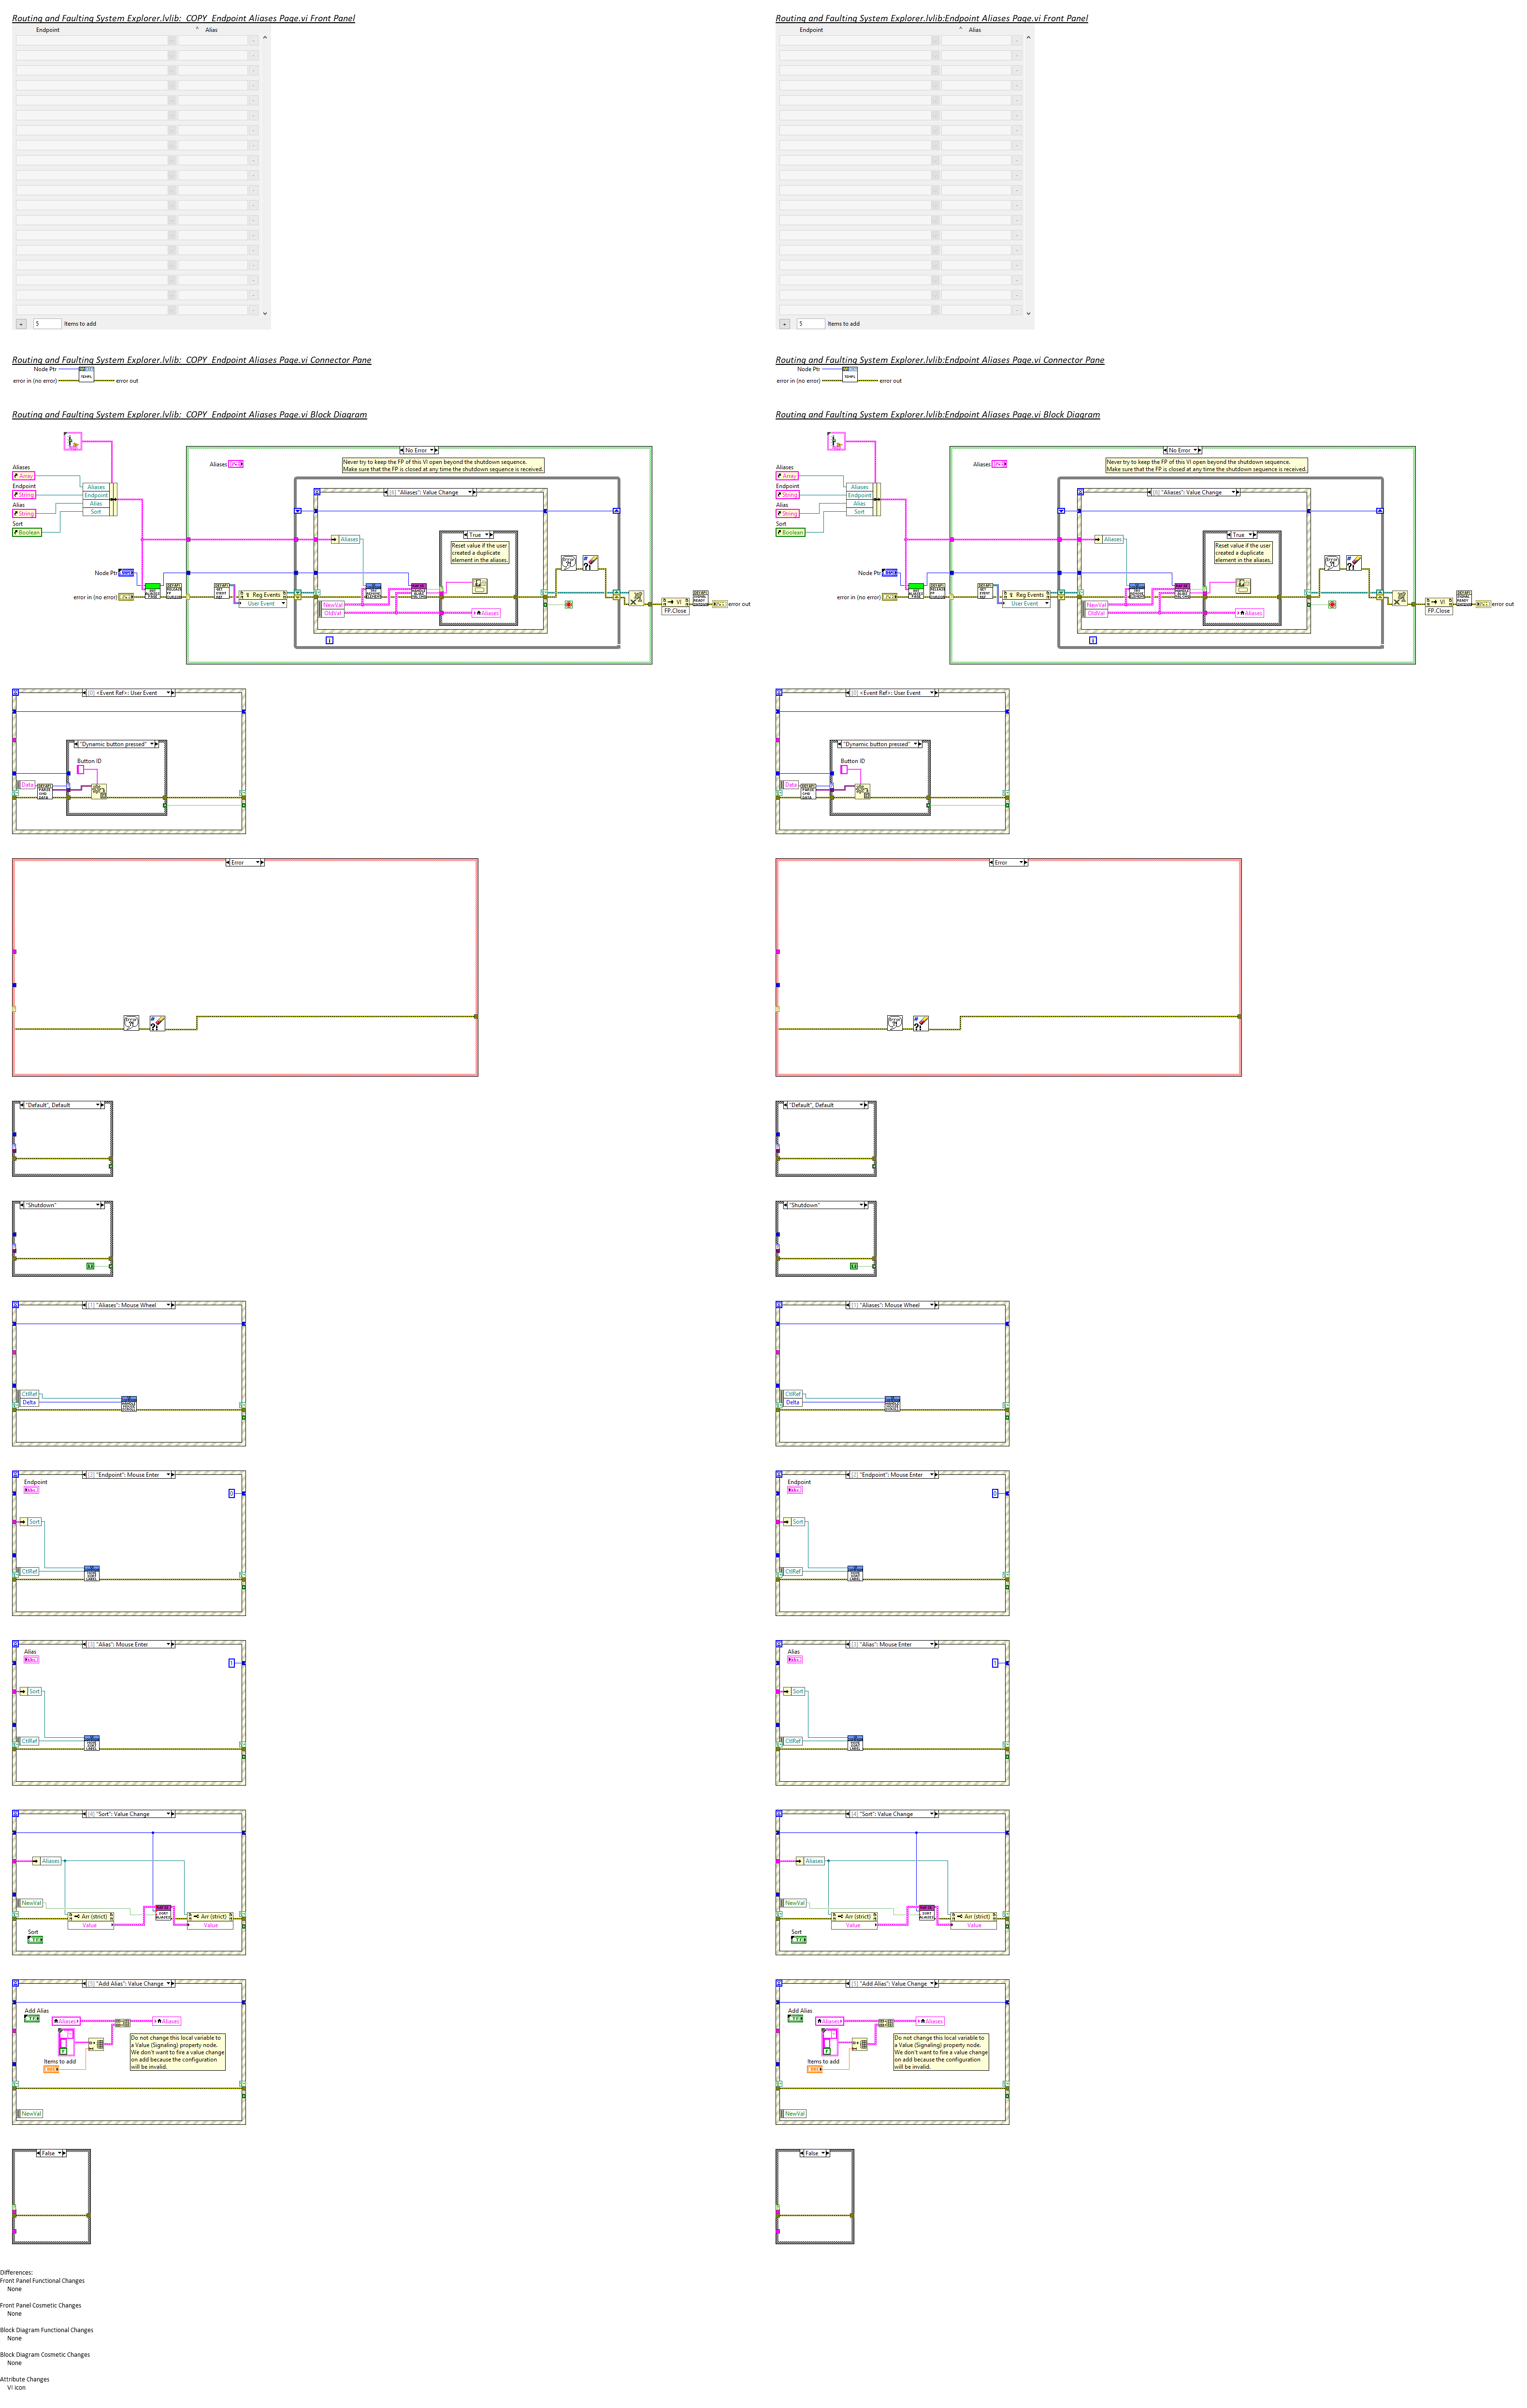 Routing and Faulting System Explorer.lvlib:_COPY_Endpoint Aliases Page.vi Front Panel
Endpoint
Alias
5
Items to add
Routing and Faulting System Explorer.lvlib:_COPY_Endpoint Aliases Page.vi Connector Pane
Node Ptr
error in (no error)
error out
Routing and Faulting System Explorer.lvlib:_COPY_Endpoint Aliases Page.vi Block Diagram
Aliases
Array
Endpoint
String
Alias
String
Sort
Boolean
Aliases
Endpoint
Alias
Sort
Node Ptr
error in (no error)
No Error
Aliases
Never try to keep the FP of this VI open beyond the shutdown sequence.
Make sure that the FP is closed at any time the shutdown sequence is received.
"Aliases": Value Change
Aliases
True
Reset value if the user
created a duplicate
element in the aliases.
Reg Events
User Event
NewVal
OldVal
Aliases
VI
FP.Close
error out
[0] <Event Ref>: User Event
"Dynamic button pressed"
Button ID
Data
Error
"Default", Default
"Shutdown"
[1] "Aliases": Mouse Wheel
CtlRef
Delta
[2] "Endpoint": Mouse Enter
Endpoint
0
Sort
CtlRef
[3] "Alias": Mouse Enter
Alias
1
Sort
CtlRef
[4] "Sort": Value Change
Aliases
NewVal
Arr (strict)
Value
Arr (strict)
Value
Sort
[5] "Add Alias": Value Change
Add Alias
Aliases
Aliases
Do not change this local variable to
a Value (Signaling) property node.
We don't want to fire a value change
on add because the configuration
will be invalid.
Items to add
NewVal
False
Routing and Faulting System Explorer.lvlib:Endpoint Aliases Page.vi Front Panel
Endpoint
Alias
5
Items to add
Routing and Faulting System Explorer.lvlib:Endpoint Aliases Page.vi Connector Pane
Node Ptr
error in (no error)
error out
Routing and Faulting System Explorer.lvlib:Endpoint Aliases Page.vi Block Diagram
Aliases
Array
Endpoint
String
Alias
String
Sort
Boolean
Aliases
Endpoint
Alias
Sort
Node Ptr
error in (no error)
No Error
Aliases
Never try to keep the FP of this VI open beyond the shutdown sequence.
Make sure that the FP is closed at any time the shutdown sequence is received.
"Aliases": Value Change
Aliases
True
Reset value if the user
created a duplicate
element in the aliases.
Reg Events
User Event
NewVal
OldVal
Aliases
VI
FP.Close
error out
[0] <Event Ref>: User Event
"Dynamic button pressed"
Button ID
Data
Error
"Default", Default
"Shutdown"
[1] "Aliases": Mouse Wheel
CtlRef
Delta
[2] "Endpoint": Mouse Enter
Endpoint
0
Sort
CtlRef
[3] "Alias": Mouse Enter
Alias
1
Sort
CtlRef
[4] "Sort": Value Change
Aliases
NewVal
Arr (strict)
Value
Arr (strict)
Value
Sort
[5] "Add Alias": Value Change
Add Alias
Aliases
Aliases
Do not change this local variable to
a Value (Signaling) property node.
We don't want to fire a value change
on add because the configuration
will be invalid.
Items to add
NewVal
False
Differences:
Front Panel Functional Changes
None
Front Panel Cosmetic Changes
None
Block Diagram Functional Changes
None
Block Diagram Cosmetic Changes
None
Attribute Changes
VI icon